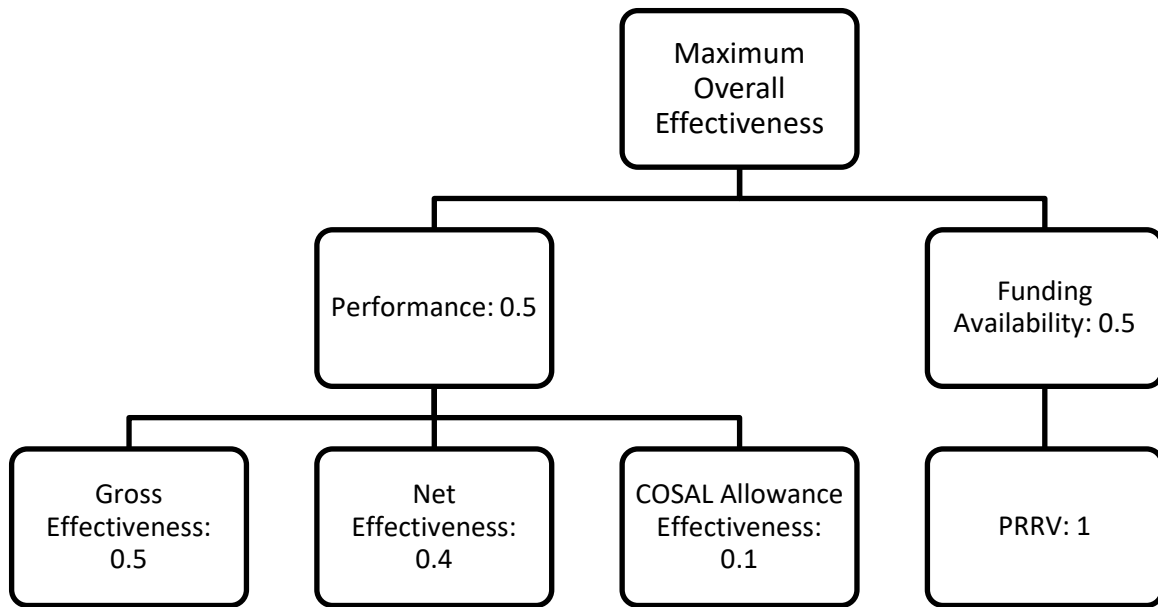 Maximum
Overall
Effectiveness
Performance: 0.5
Funding
Availability: 0.5
Gross
Effectiveness:
0.5
Net
Effectiveness:
0.4
COSAL Allowance
Effectiveness:
0.1
PRRV: 1